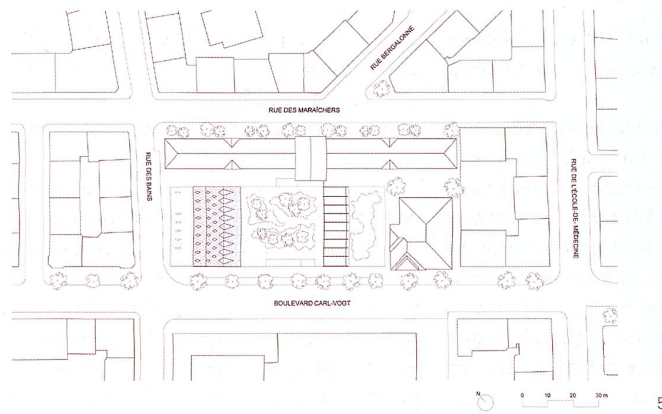 RUE BERGALONNE
RUE DES MARAÎCHERS
RUE DES BAINS
RUE DE L'ÉCOLE-DE-MÉDECINE
BOULEVARD CARL-VOGT
N
0 10 20 30 m
5